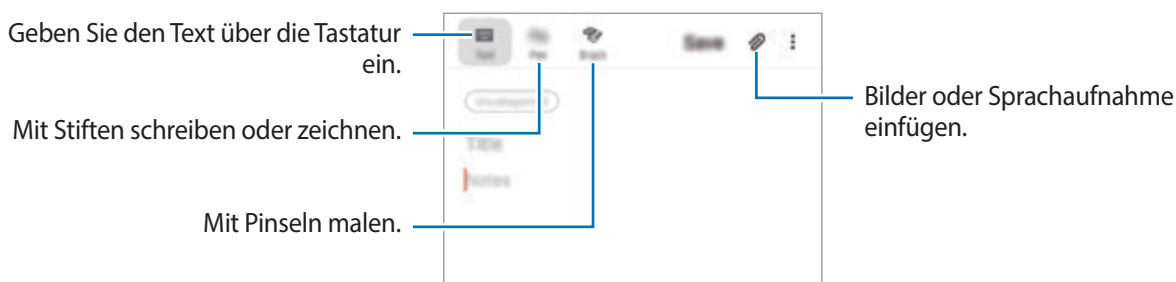 Geben Sie den Text über die Tastatur
ein.
Mit Stiften schreiben oder zeichnen.
Mit Pinseln malen.
Save
Title
Notes
Bilder oder Sprachaufnahme
einfügen.